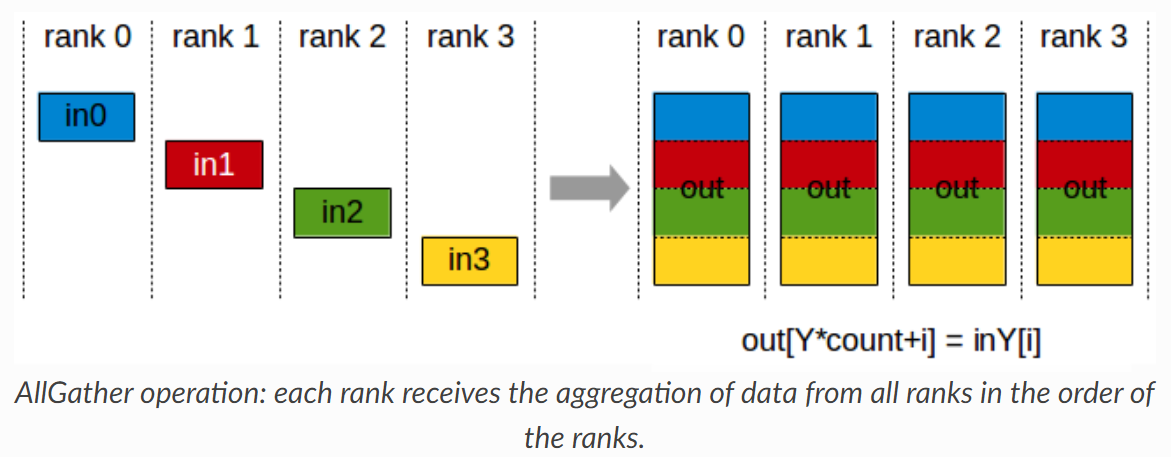 rank 0 rank 1 rank 2 rank 3 rank 0 rank 1 rank 2 rank 3
in0
in1
out out out out
in2
in3
out[Y*count+i] = inY[i]
AllGather operation: each rank receives the aggregation of data from all ranks in the order of
the ranks.